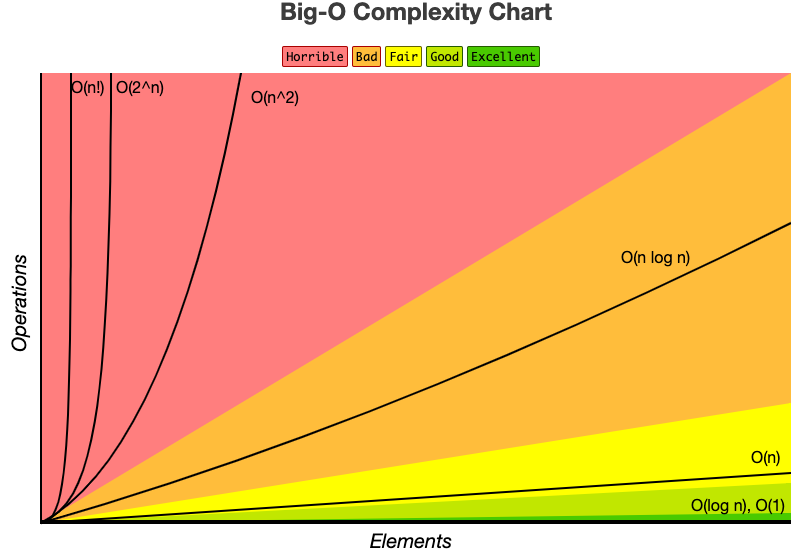 Big-O Complexity Chart
Horrible Bad Fair Good Excellent
O(n!) O(2^n)
O(n^2)
O(n log n)
Operations
O(n)
O(log n), O(1)
Elements